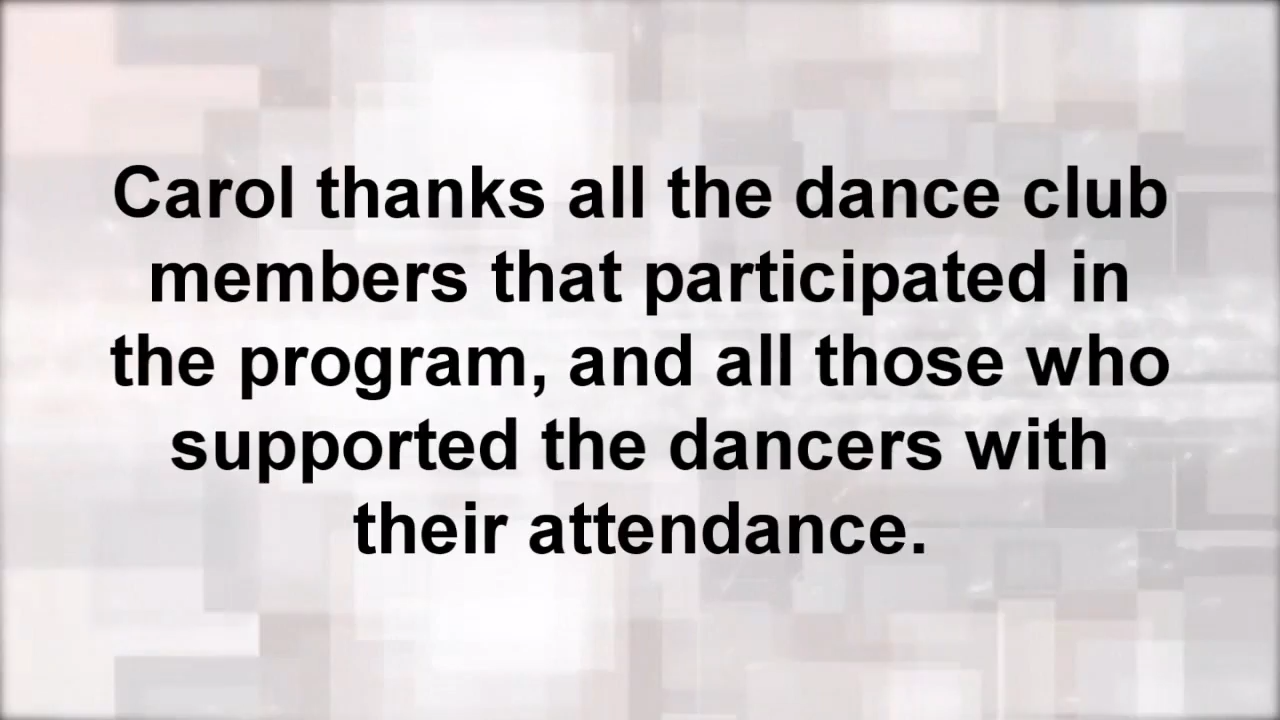 Carol thanks all the dance club
members that participated in
the program, and all those who
supported the dancers with
their attendance.